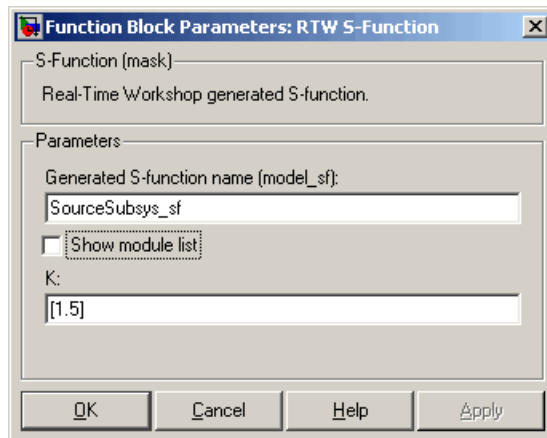 Function Block Parameters: RTW S-Function
S-Function (mask)
Real-Time Workshop generated S-function.
Parameters
Generated S-function name (model_sf):
SourceSubsys_sf
Show module list
K:
[1.5]
OK Cancel Help Apply